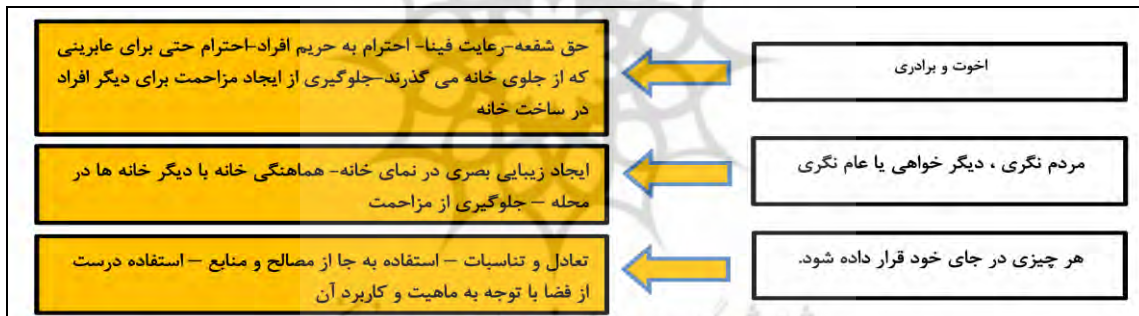 اخوت و برادری
حق شفعه-رعایت فینا- احترام به حریم افراد-احترام حتی برای عابرینی
که از جلوی خانه می گذرند-جلوگیری از ایجاد مزاحمت برای دیگر افراد
در ساخت خانه
مردم نگری ، دیگر خواهی یا عام نگری
ایجاد زیبایی بصری در نمای خانه- هماهنگی خانه با دیگر خانه ها در
محله – جلوگیری از مزاحمت
هر چیزی در جای خود قرار داده شود.
تعادل و تناسبات – استفاده به جا از مصالح و منابع – استفاده درست
از فضا با توجه به ماهیت و کاربرد آن